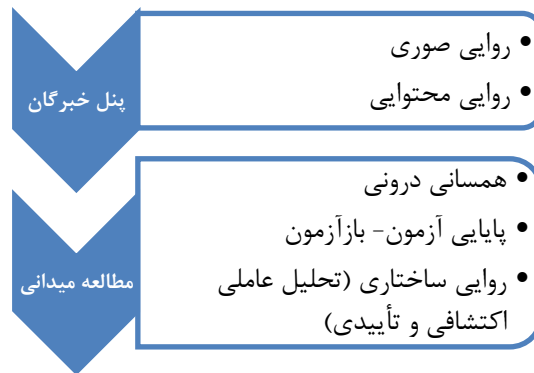 پنل خبرگان
• روایی صوری
• روایی محتوایی
مطالعه میدانی
• همسانی درونی
• پایایی آزمون- بازآزمون
• روایی ساختاری (تحلیل عاملی
اکتشافی و تأییدی)